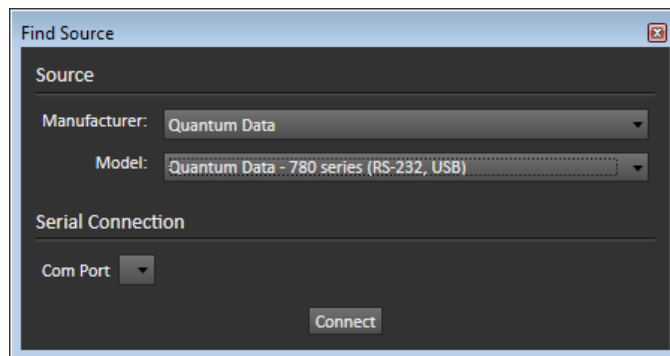 Find Source
Source
Manufacturer: Quantum Data
Model: Quantum Data - 780 series (RS-232, USB)
Serial Connection
Com Port
Connect